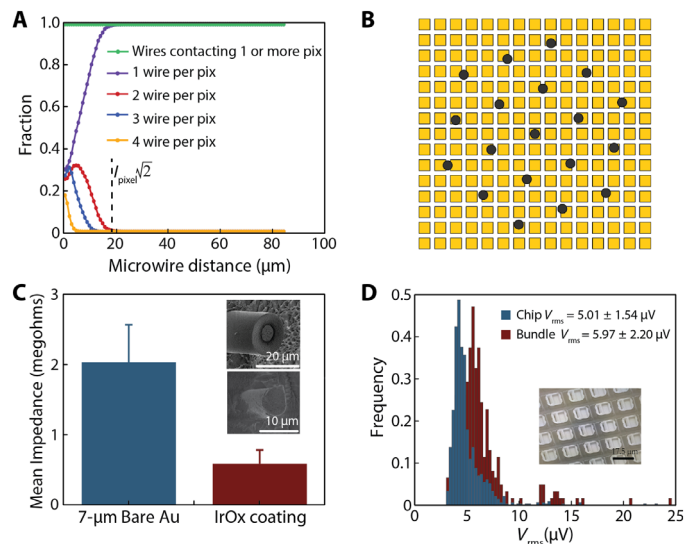 A
1.0
0.8
0.6
0.4
0.2
0
Fraction
Wires contacting 1 or more pix
1 wire per pix
2 wire per pix
3 wire per pix
4 wire per pix
lpixel√2
0 20 40 60 80 100
Microwire distance (μm)
B
C
3
2
1
0
Mean Impedance (megohms)
20 μm
10 μm
7-μm Bare Au
IrOx coating
D
0.5
0.4
0.3
0.2
0.1
0
Frequency
Chip Vrms = 5.01 ± 1.54 μV
Bundle Vrms = 5.97 ± 2.20 μV
17.5 μm
0 5 10 15 20 25
Vrms(μV)